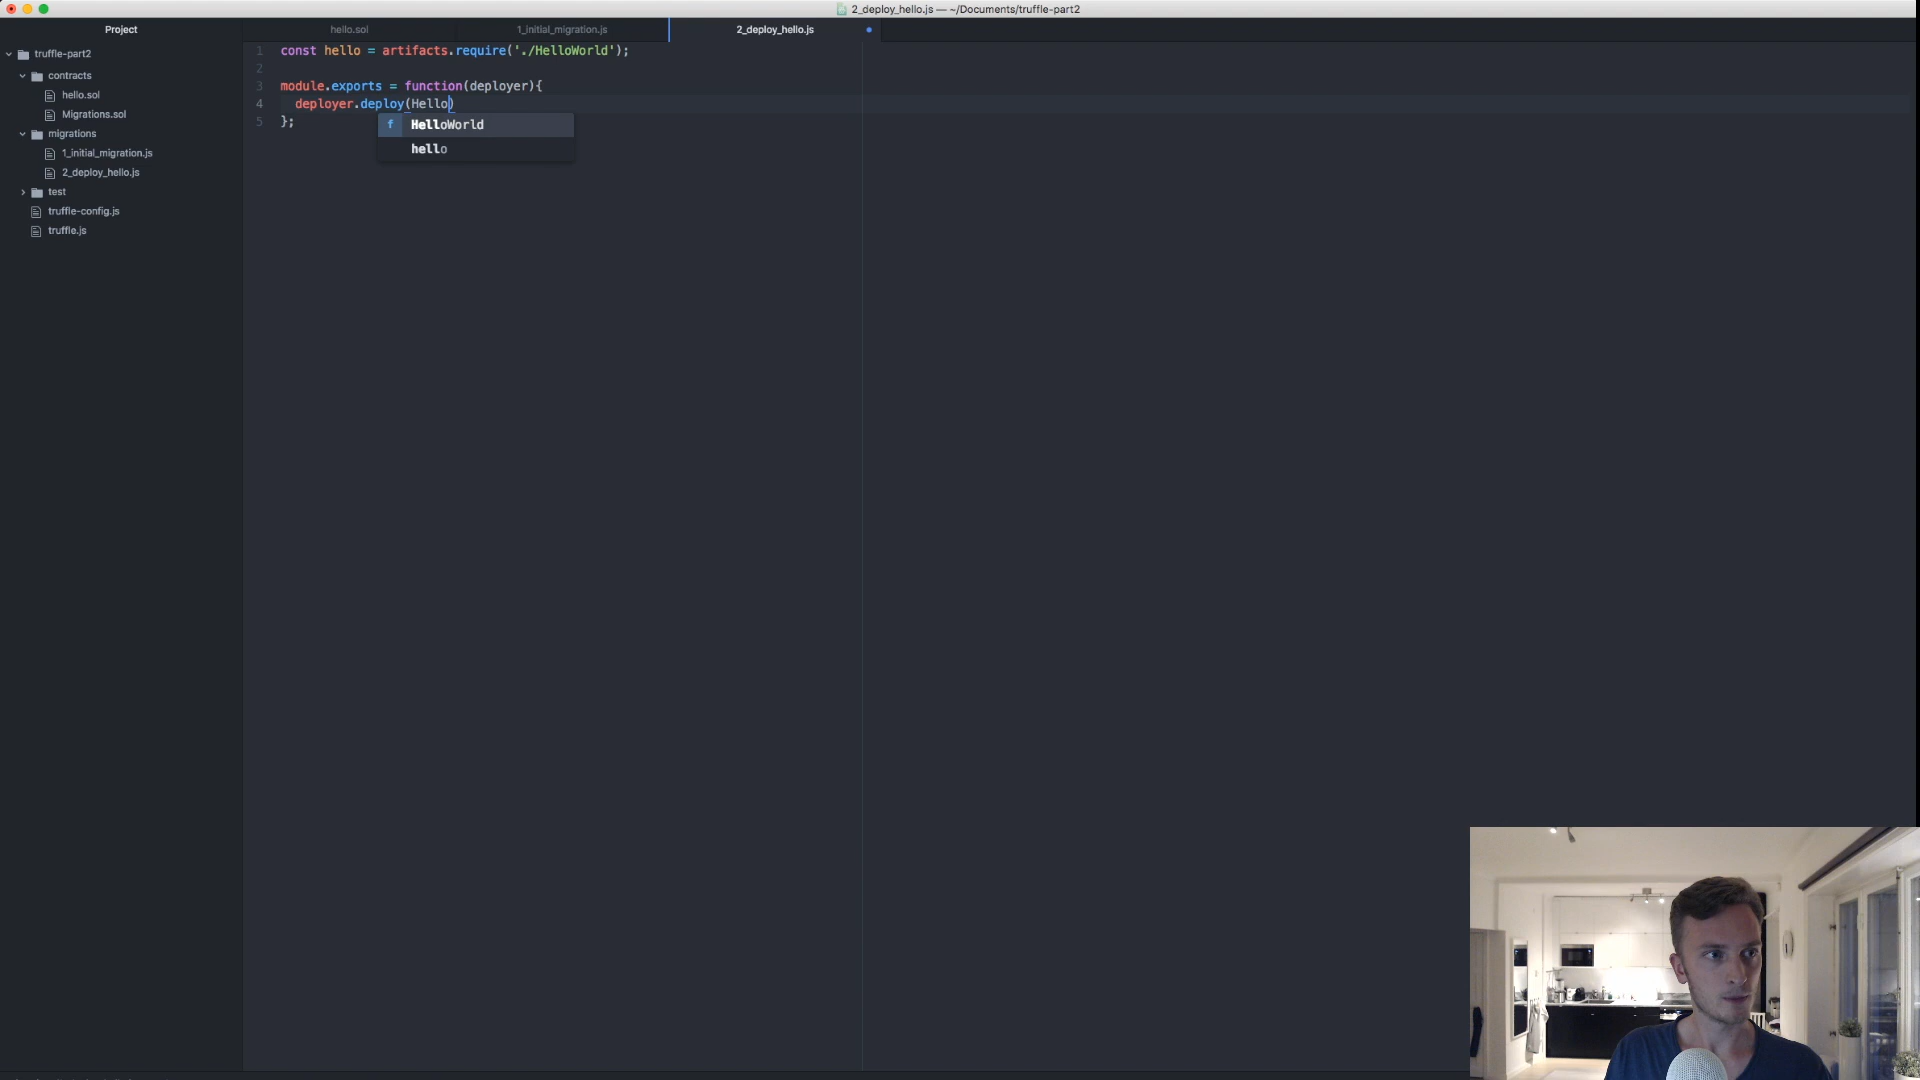 2_deploy_hello.js — ~/Documents/truffle-part2
Project
hello.sol
1_initial_migration.js
2_deploy_hello.js
truffle-part2
contracts
hello.sol
Migrations.sol
migrations
1_initial_migration.js
2_deploy_hello.js
test
truffle-config.js
truffle.js
1 const hello = artifacts.require('./HelloWorld');
2
3 module.exports = function(deployer){
4 deployer.deploy(Hello)
5 };
f HelloWorld
hello